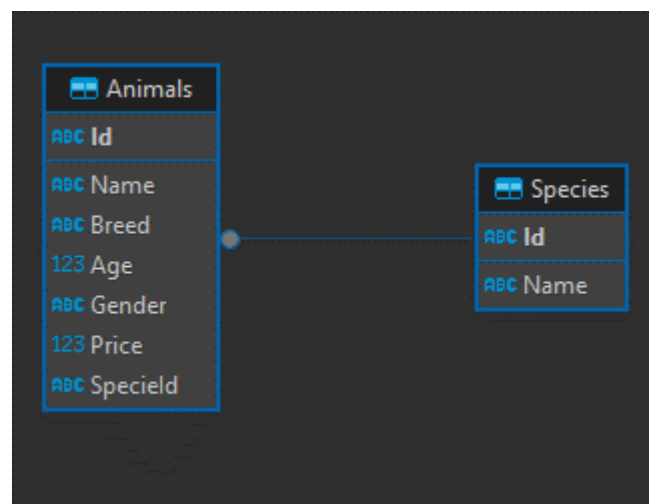 Animals
ABC Id
ABC Name
ABC Breed
123 Age
ABC Gender
123 Price
ABC SpecieId
Species
ABC Id
ABC Name